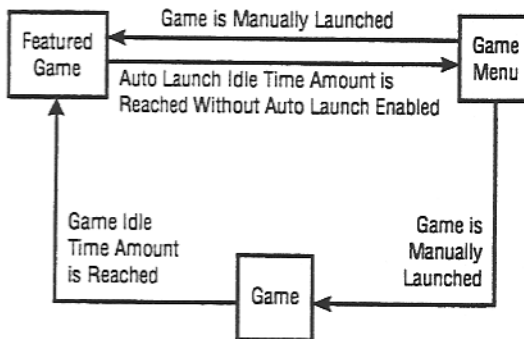 Game is Manually Launched
Featured
Game
Game
Menu
Auto Launch Idle Time Amount is
Reached Without Auto Launch Enabled
Game Idle
Time Amount
is Reached
Game is
Manually
Launched
Game